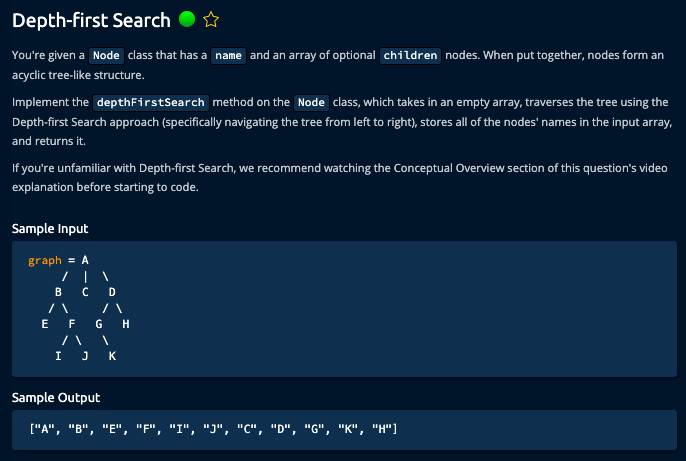 Depth-first Search
You're given a Node class that has a name and an array of optional children nodes. When put together, nodes form an
acyclic tree-like structure.
Implement the depthFirstSearch method on the Node class, which takes in an empty array, traverses the tree using the
Depth-first Search approach (specifically navigating the tree from left to right), stores all of the nodes' names in the input array,
and returns it.
If you're unfamiliar with Depth-first Search, we recommend watching the Conceptual Overview section of this question's video
explanation before starting to code.
Sample Input
graph = A
     / | \
    B  C  D
   / \   / \
  E   F G   H
     / \ \
    I   J K
Sample Output
["A", "B", "E", "F", "I", "J", "C", "D", "G", "K", "H"]